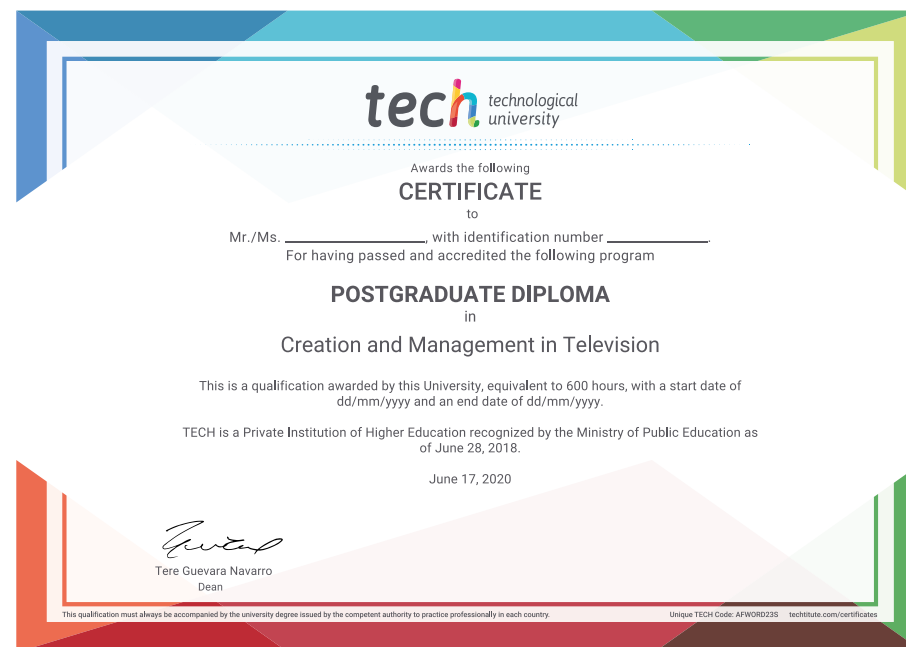 tech technological
university
Awards the following
CERTIFICATE
to
Mr./Ms. ____________________, with identification number ______________.
For having passed and accredited the following program
POSTGRADUATE DIPLOMA
in
Creation and Management in Television
This is a qualification awarded by this University, equivalent to 600 hours, with a start date of
dd/mm/yyyy and an end date of dd/mm/yyyy.
TECH is a Private Institution of Higher Education recognized by the Ministry of Public Education as
of June 28, 2018.
June 17, 2020
Tere Guevara Navarro
Dean
This qualification must always be accompanied by the university degree issued by the competent authority to practice professionally in each country. Unique TECH Code: AFWORD23S techtitute.com/certificates